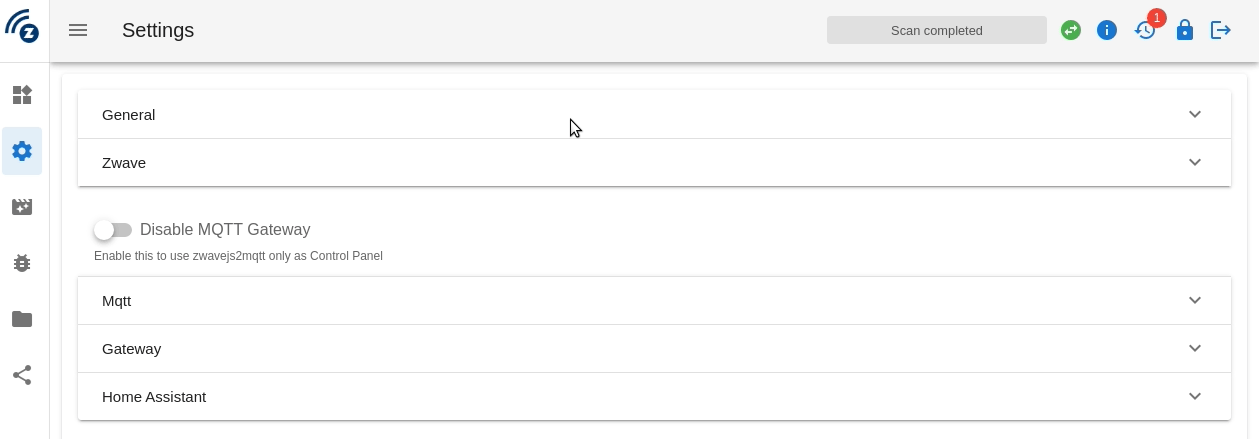 Settings
Scan completed
1
General
Zwave
Disable MQTT Gateway
Enable this to use zwavejs2mqtt only as Control Panel
Mqtt
Gateway
Home Assistant